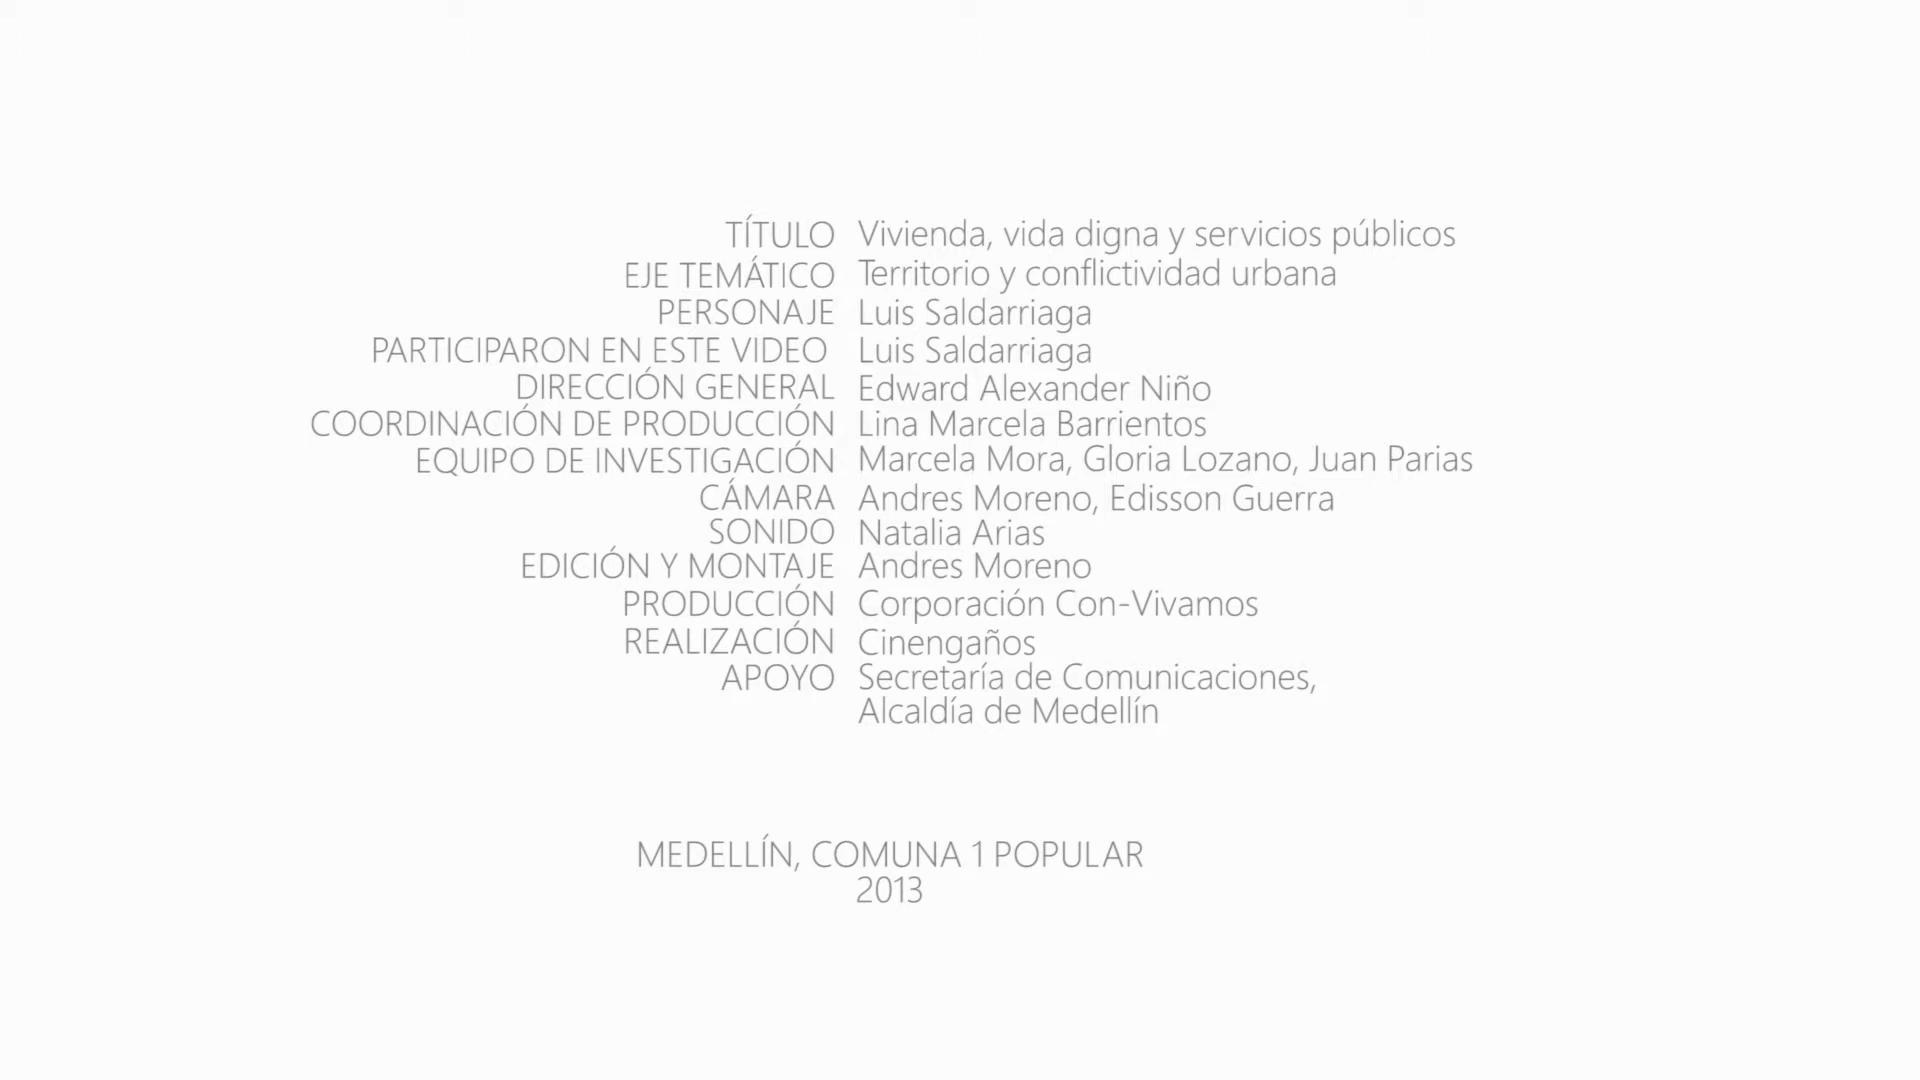 TÍTULO Vivienda, vida digna y servicios públicos
EJE TEMÁTICO Territorio y conflictividad urbana
PERSONAJE Luis Saldarriaga
PARTICIPARON EN ESTE VIDEO Luis Saldarriaga
DIRECCIÓN GENERAL Edward Alexander Niño
COORDINACIÓN DE PRODUCCIÓN Lina Marcela Barrientos
EQUIPO DE INVESTIGACIÓN Marcela Mora, Gloria Lozano, Juan Parias
CÁMARA Andres Moreno, Edisson Guerra
SONIDO Natalia Arias
EDICIÓN Y MONTAJE Andres Moreno
PRODUCCIÓN Corporación Con-Vivamos
REALIZACIÓN Cinengaños
APOYO Secretaría de Comunicaciones,
Alcaldía de Medellín
MEDELLÍN, COMUNA 1 POPULAR
2013